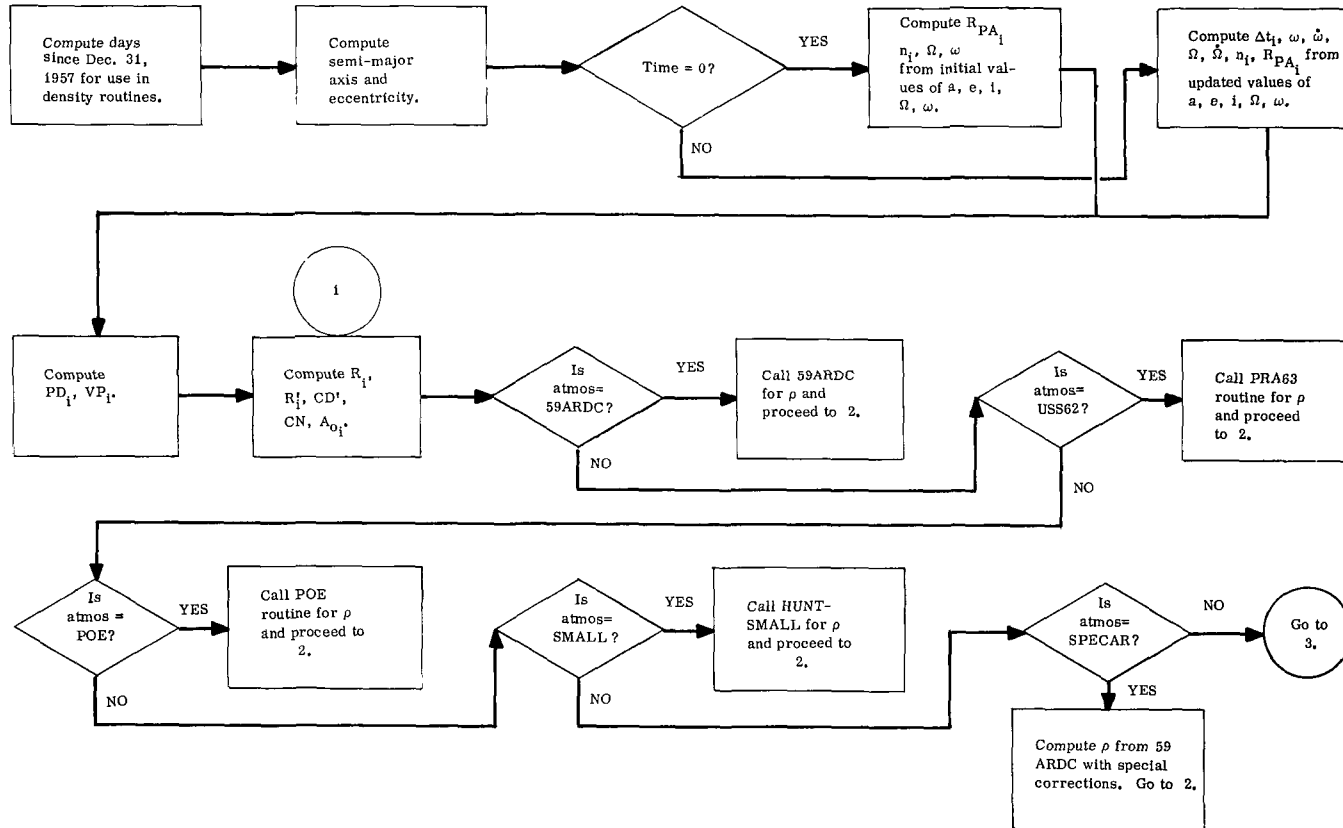 Compute days
since Dec. 31,
1957 for use in
density routines.
Compute
semi-major
axis and
eccentricity.
Time = 0?
YES
NO
Compute R_PA_i
n_i, Ω, ω
from initial val-
ues of a, e, i,
Ω, ω.
Compute Δt_i, ω, ω̇,
Ω, Ω̇, n_i, R_PA_i from
updated values of
a, e, i, Ω, ω.
1
Compute
PD_i, VP_i.
Compute R_i,
R_i', CD',
CN, A_o_i.
Is
atmos=
59ARDC?
YES
NO
Call 59ARDC
for ρ and
proceed to 2.
Is
atmos=
USS62?
YES
NO
Call PRA63
routine for ρ
and proceed
to 2.
Is
atmos =
POE?
YES
NO
Call POE
routine for ρ
and proceed to
2.
Is
atmos=
SMALL?
YES
NO
Call HUNT-
SMALL for ρ
and proceed to
2.
Is
atmos=
SPECAR?
NO
YES
Go to
3.
Compute ρ from 59
ARDC with special
corrections. Go to 2.